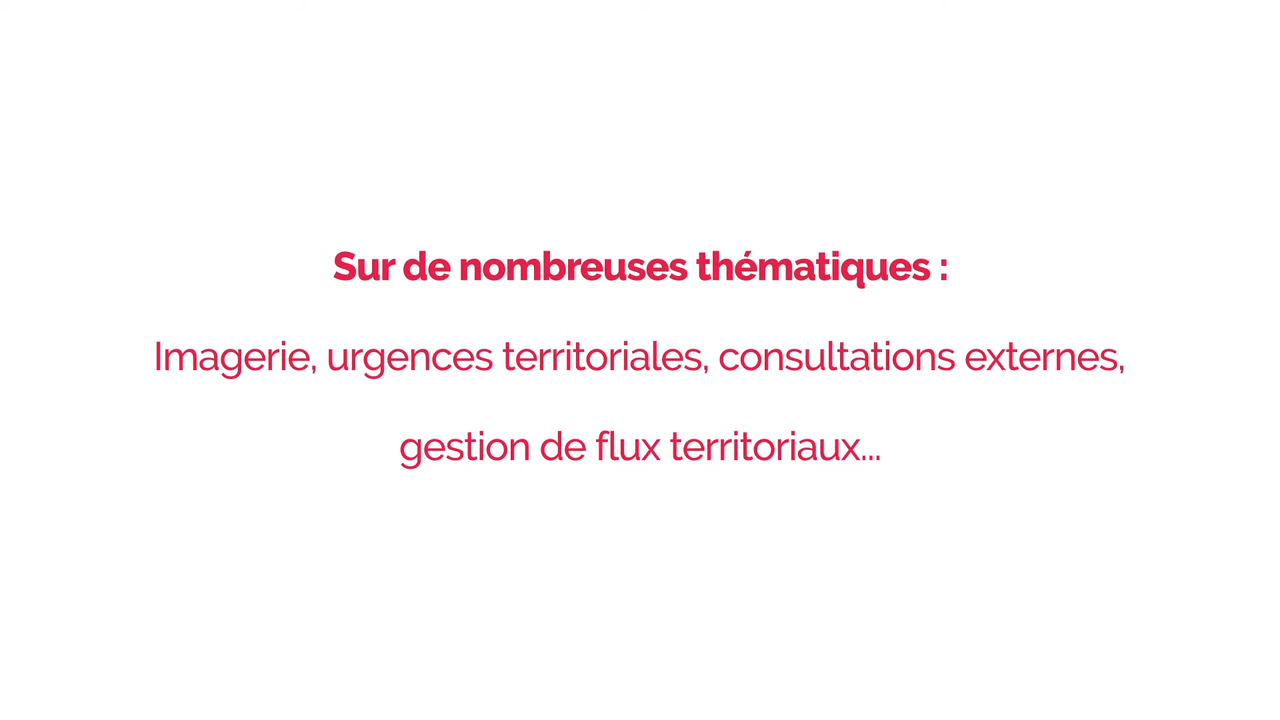 Sur de nombreuses thématiques :
Imagerie, urgences territoriales, consultations externes,
gestion de flux territoriaux...